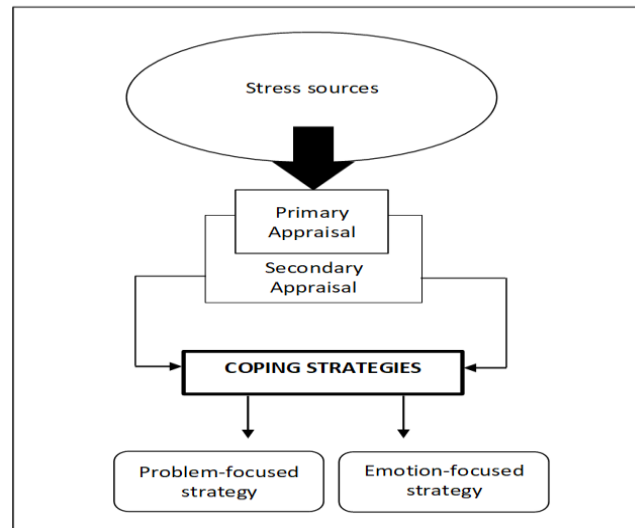 Stress sources
Primary
Appraisal
Secondary
Appraisal
COPING STRATEGIES
Problem-focused
strategy
Emotion-focused
strategy